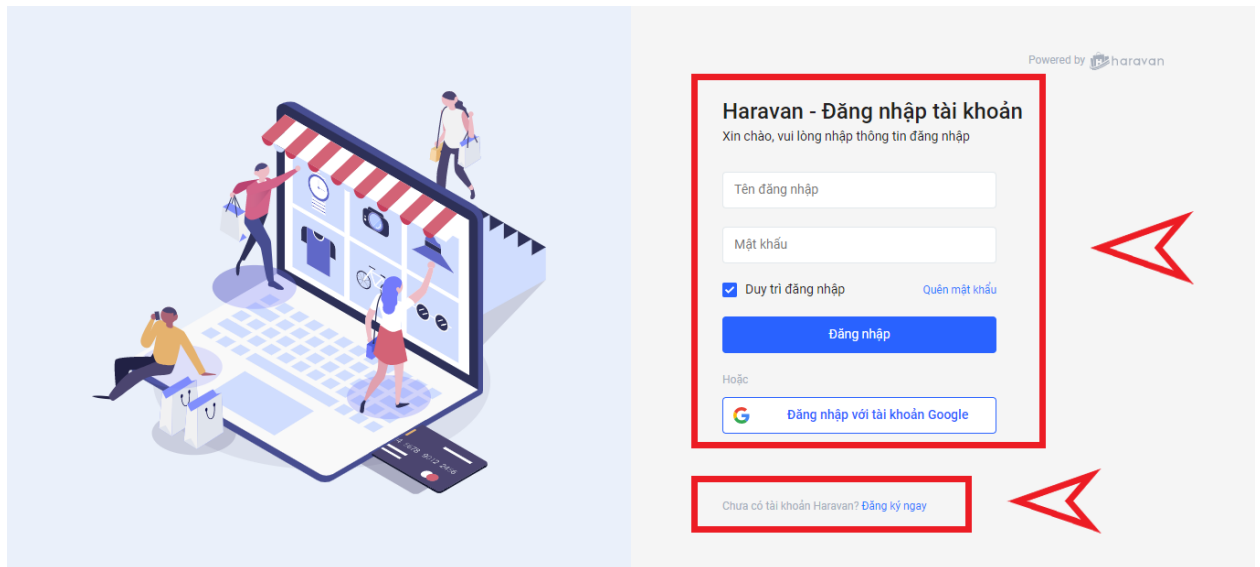 Powered by haravan
Haravan - Đăng nhập tài khoản
Xin chào, vui lòng nhập thông tin đăng nhập
Tên đăng nhập
Mật khẩu
Duy trì đăng nhập
Quên mật khẩu
Đăng nhập
Hoặc
Đăng nhập với tài khoản Google
Chưa có tài khoản Haravan? Đăng ký ngay